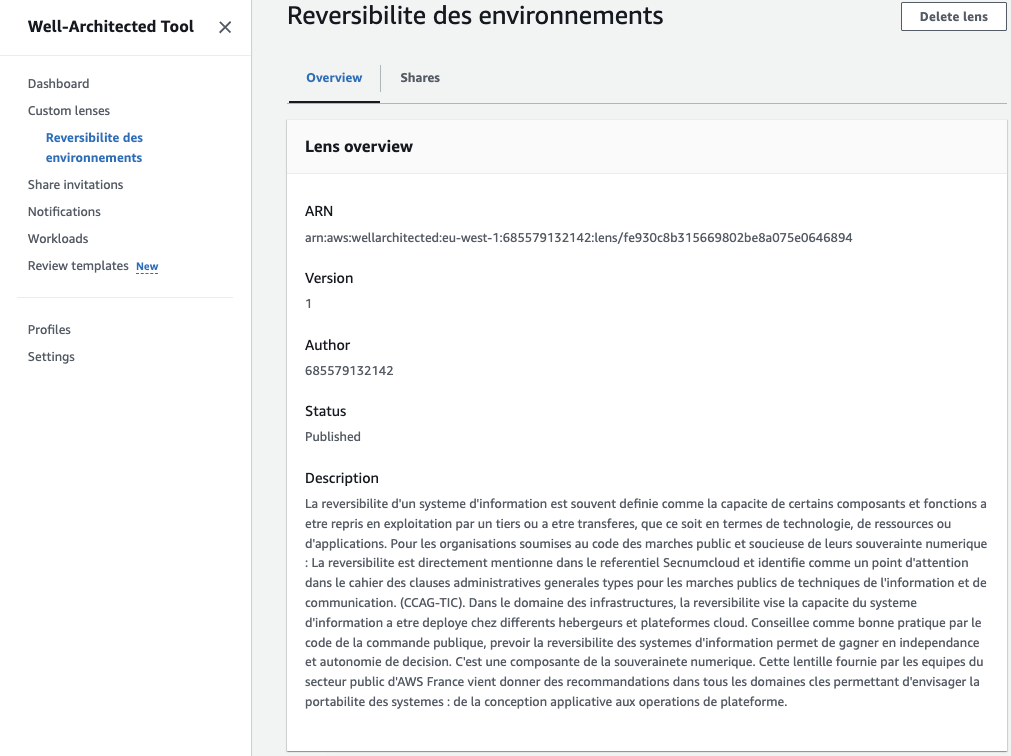 Well-Architected Tool
Dashboard
Custom lenses
Reversibilite des
environnements
Share invitations
Notifications
Workloads
Review templates New
Profiles
Settings
Reversibilite des environnements
Delete lens
Overview
Shares
Lens overview
ARN
arn:aws:wellarchitected:eu-west-1:685579132142:lens/fe930c8b315669802be8a075e0646894
Version
1
Author
685579132142
Status
Published
Description
La reversibilite d'un systeme d'information est souvent definie comme la capacite de certains composants et fonctions a
etre repris en exploitation par un tiers ou a etre transferes, que ce soit en termes de technologie, de ressources ou
d'applications. Pour les organisations soumises au code des marches public et soucieuse de leurs souverainte numerique
: La reversibilite est directement mentionne dans le referentiel Secnumcloud et identifie comme un point d'attention
dans le cahier des clauses administratives generales types pour les marches publics de techniques de l'information et de
communication. (CCAG-TIC). Dans le domaine des infrastructures, la reversibilite vise la capacite du systeme
d'information a etre deploye chez differents hebergeurs et plateformes cloud. Conseillee comme bonne pratique par le
code de la commande publique, prevoir la reversibilite des systemes d'information permet de gagner en independance
et autonomie de decision. C'est une composante de la souverainete numerique. Cette lentille fournie par les equipes du
secteur public d'AWS France vient donner des recommandations dans tous les domaines cles permettant d'envisager la
portabilite des systemes : de la conception applicative aux operations de plateforme.